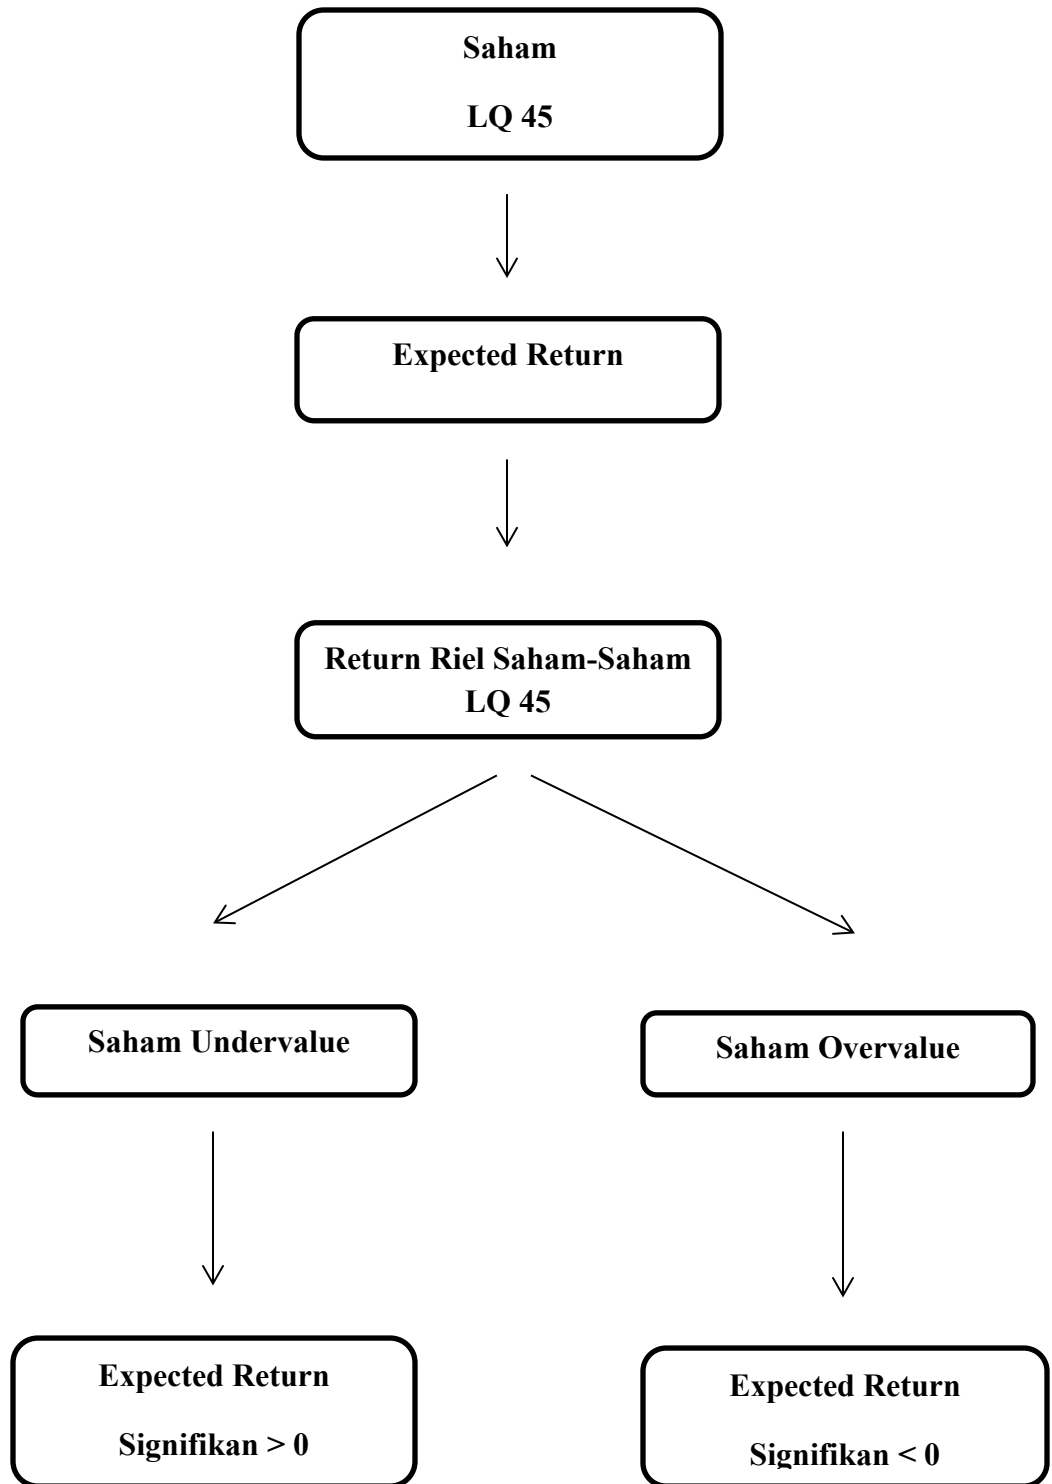 Saham
LQ 45
Expected Return
Return Riel Saham-Saham
LQ 45
Saham Undervalue
Saham Overvalue
Expected Return
Signifikan > 0
Expected Return
Signifikan < 0